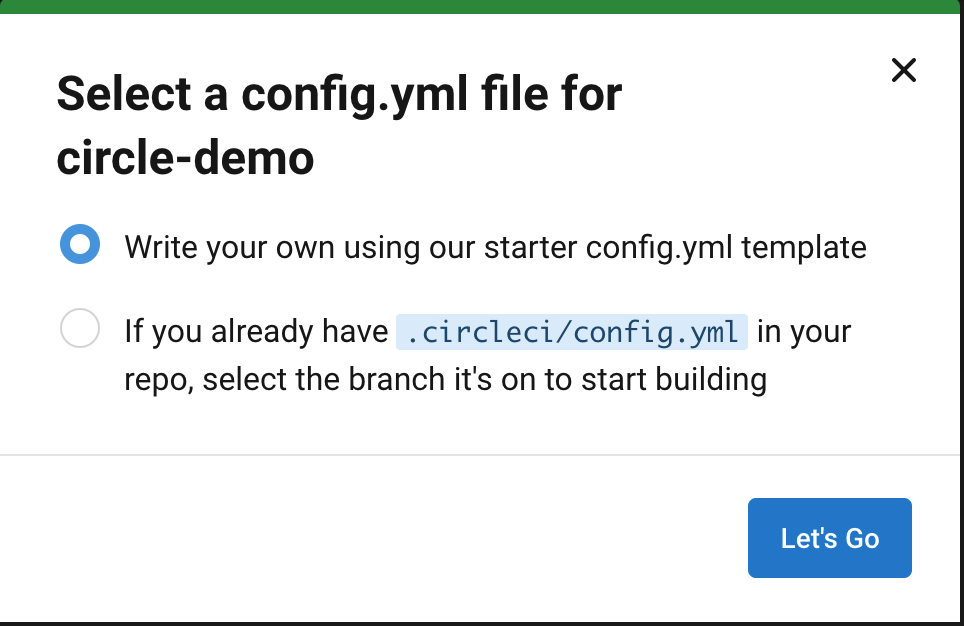 Select a config.yml file for
circle-demo
Write your own using our starter config.yml template
If you already have .circleci/config.yml in your
repo, select the branch it's on to start building
Let's Go